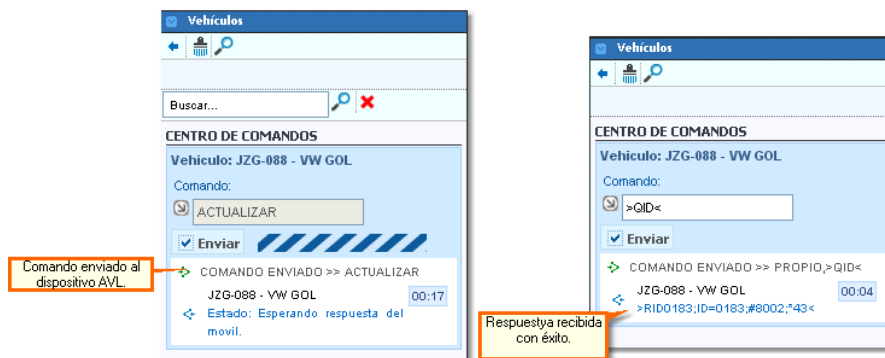 Vehículos
Buscar...
CENTRO DE COMANDOS
Vehiculo: JZG-088 - VW GOL
Comando:
ACTUALIZAR
Enviar
COMANDO ENVIADO >> ACTUALIZAR
JZG-088 - VW GOL
00:17
Estado: Esperando respuesta del
movil.
Comando enviado al
dispositivo AVL.
Vehículos
CENTRO DE COMANDOS
Vehiculo: JZG-088 - VW GOL
Comando:
>QID<
Enviar
COMANDO ENVIADO >> PROPIO,>QID<
JZG-088 - VW GOL
00:04
>RID0183;ID=0183;#8002;*43<
Respuestya recibida
con éxito.